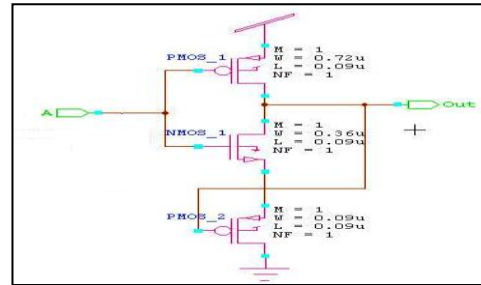 PMOS_1
M = 1
W = 0.72u
L = 0.09u
NF = 1
A
Out
NMOS_1
M = 1
W = 0.36u
L = 0.09u
NF = 1
PMOS_2
M = 1
W = 0.09u
L = 0.09u
NF = 1